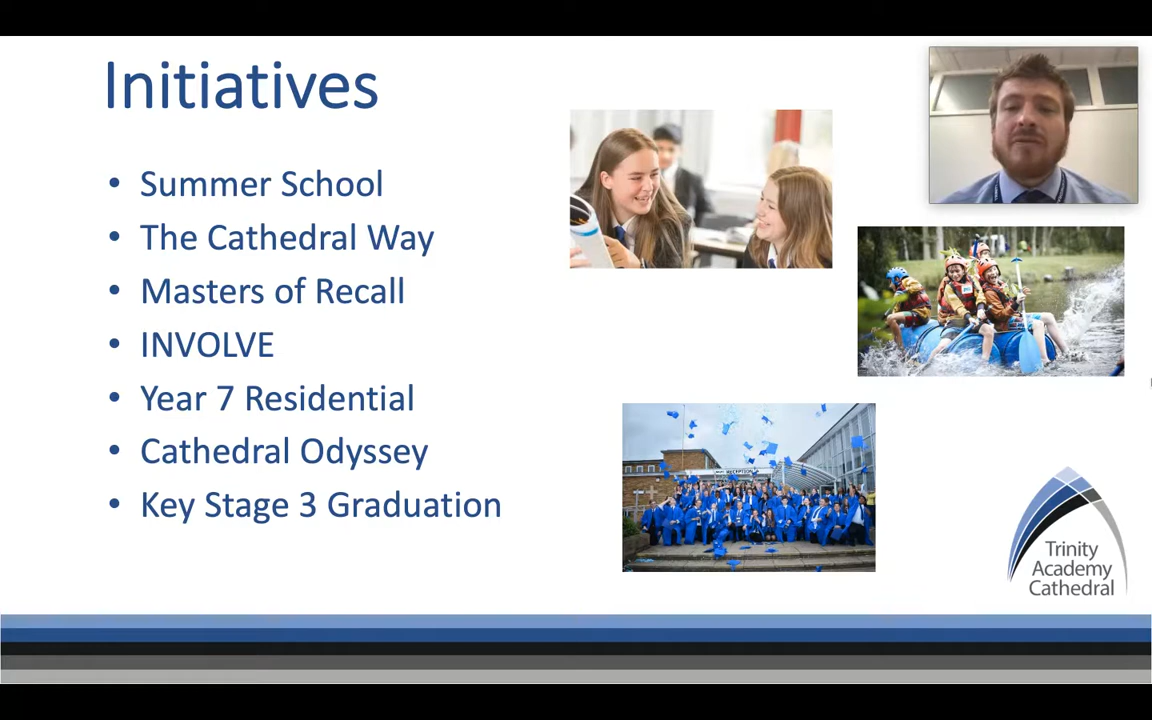 Initiatives
• Summer School
• The Cathedral Way
• Masters of Recall
• INVOLVE
• Year 7 Residential
• Cathedral Odyssey
• Key Stage 3 Graduation
RECEPTION
Trinity
Academy
Cathedral